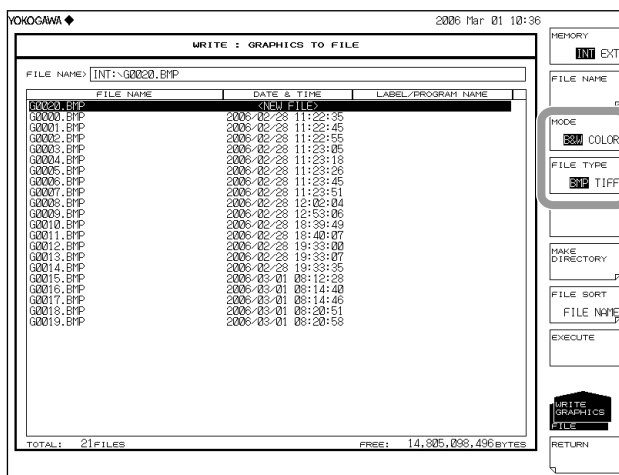 YOKOGAWA ◆ 2006 Mar 01 10:36
WRITE : GRAPHICS TO FILE
FILE NAME> INT:\G0020.BMP
FILE NAME DATE & TIME LABEL/PROGRAM NAME
G0020.BMP <NEW FILE>
G0000.BMP 2006/02/28 11:22:35
G0001.BMP 2006/02/28 11:22:45
G0002.BMP 2006/02/28 11:22:55
G0003.BMP 2006/02/28 11:23:05
G0004.BMP 2006/02/28 11:23:18
G0005.BMP 2006/02/28 11:23:26
G0006.BMP 2006/02/28 11:23:45
G0007.BMP 2006/02/28 11:23:51
G0008.BMP 2006/02/28 12:02:04
G0009.BMP 2006/02/28 12:53:06
G0010.BMP 2006/02/28 18:39:49
G0011.BMP 2006/02/28 18:40:07
G0012.BMP 2006/02/28 19:33:00
G0013.BMP 2006/02/28 19:33:07
G0014.BMP 2006/02/28 19:33:35
G0015.BMP 2006/03/01 08:12:28
G0016.BMP 2006/03/01 08:14:40
G0017.BMP 2006/03/01 08:14:46
G0018.BMP 2006/03/01 08:20:51
G0019.BMP 2006/03/01 08:20:58
TOTAL: 21FILES FREE: 14,805,098,496BYTES
MEMORY
INT EXT
FILE NAME
MODE
B&W COLOR
FILE TYPE
BMP TIFF
MAKE
DIRECTORY
FILE SORT
FILE NAME
EXECUTE
WRITE
GRAPHICS
FILE
RETURN